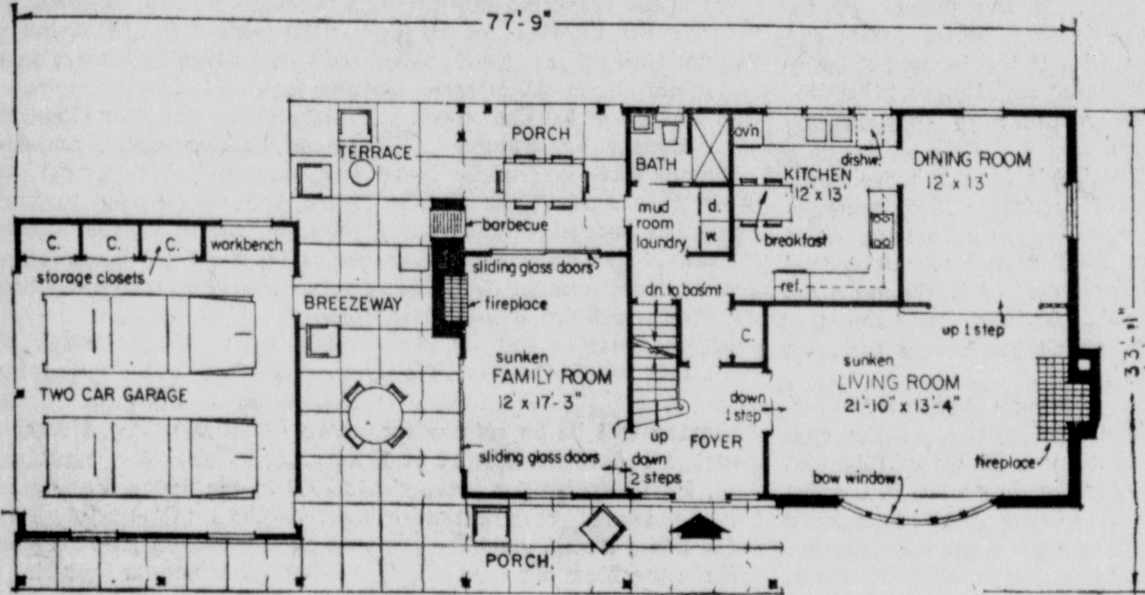 77'-9"
PORCH
TERRACE
BATH
ov'n
dishw.
KITCHEN
12' x 13'
DINING ROOM
12' x 13'
C.
C.
C.
workbench
storage closets
barbecue
mud
room
laundry
d.
w.
breakfast
sliding glass doors
dn. to basmt
ref.
BREEZEWAY
fireplace
up 1 step
33'-11"
C.
sunken
FAMILY ROOM
12' x 17'-3"
sunken
LIVING ROOM
21'-10" x 13'-4"
TWO CAR GARAGE
down
1 step
up
FOYER
sliding glass doors
down
2 steps
fireplace
bow window
PORCH